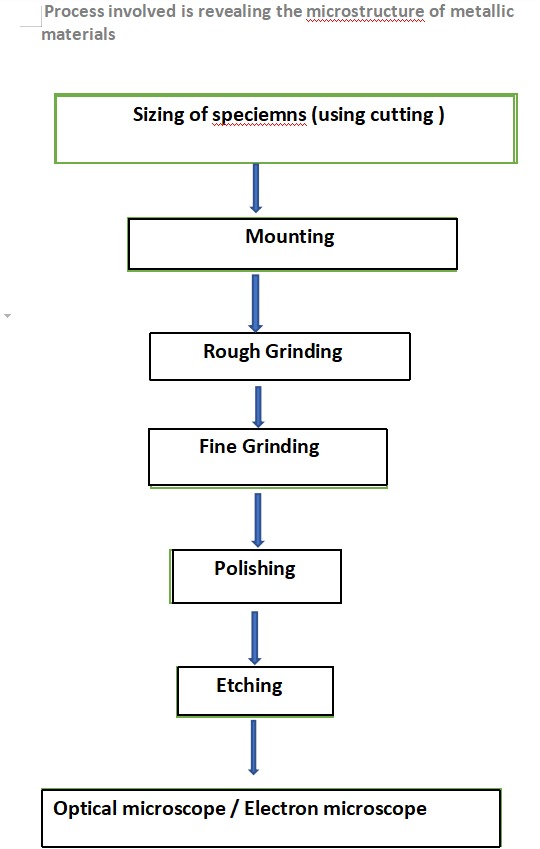 Process involved is revealing the microstructure of metallic
materials
Sizing of speciemns (using cutting )
Mounting
Rough Grinding
Fine Grinding
Polishing
Etching
Optical microscope / Electron microscope